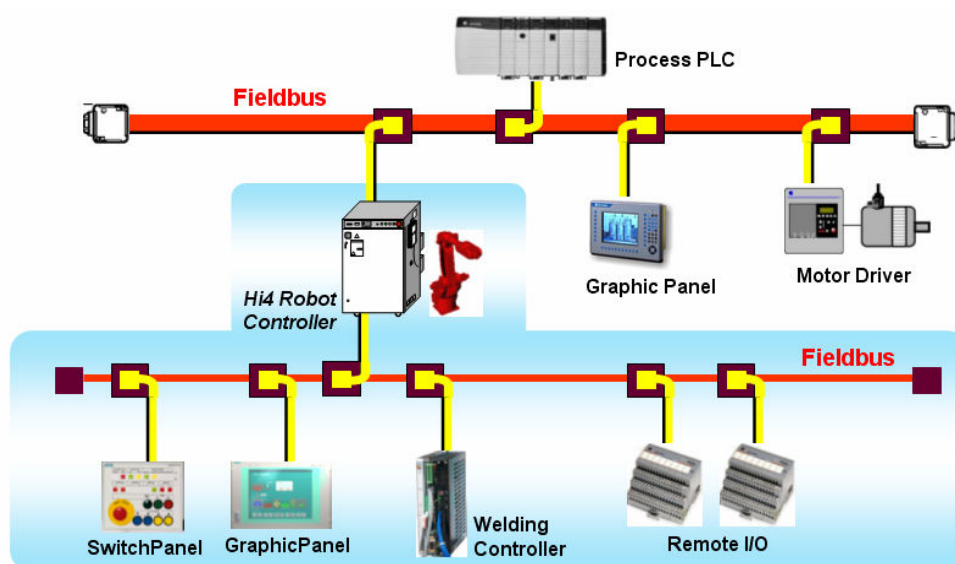 Process PLC
Fieldbus
Graphic Panel
Motor Driver
Hi4 Robot
Controller
Fieldbus
SwitchPanel
GraphicPanel
Welding
Controller
Remote I/O